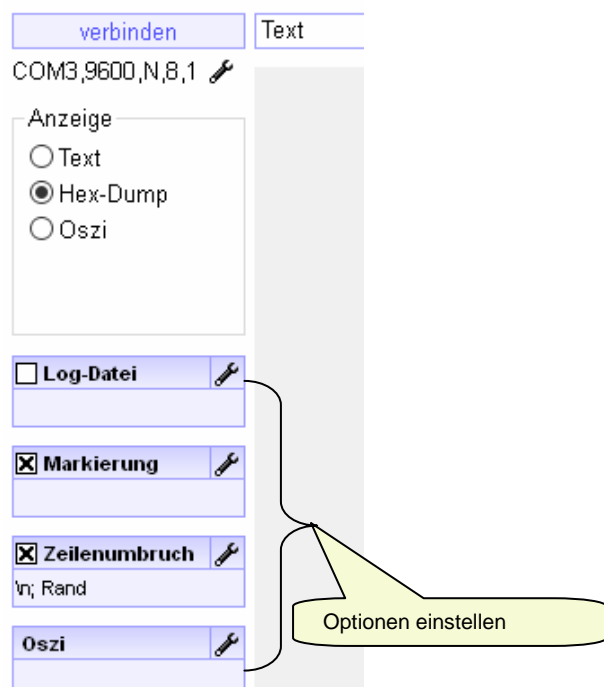 verbinden
Text
COM3,9600,N,8,1
Anzeige
Text
Hex-Dump
Oszi
Log-Datei
Markierung
Zeilenumbruch
\n; Rand
Oszi
Optionen einstellen